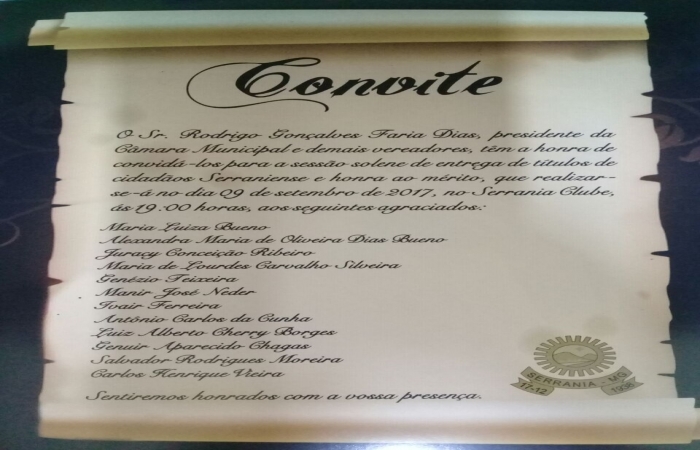 Convite
O Sr. Rodrigo Gonçalves Faria Dias, presidente da
Câmara Municipal e demais vereadores, têm a honra de
convidá-los para a sessão solene de entrega de títulos de
cidadãos Serraniense e honra ao mérito, que realizar-
se-á no dia 09 de setembro de 2017, no Serrania Clube,
ás 19:00 horas, aos seguintes agraciados:
Maria Luiza Bueno
Alexandra Maria de Oliveira Dias Bueno
Juracy Conceição Ribeiro
Maria de Lourdes Carvalho Silveira
Genézio Teixeira
Manir José Neder
Ivair Ferreira
Antônio Carlos da Cunha
Luiz Alberto Cherry Borges
Genuir Aparecido Chagas
Salvador Rodrigues Moreira
Carlos Henrique Vieira
Sentiremos honrados com a vossa presença.
SERRANIA - MG
17-12